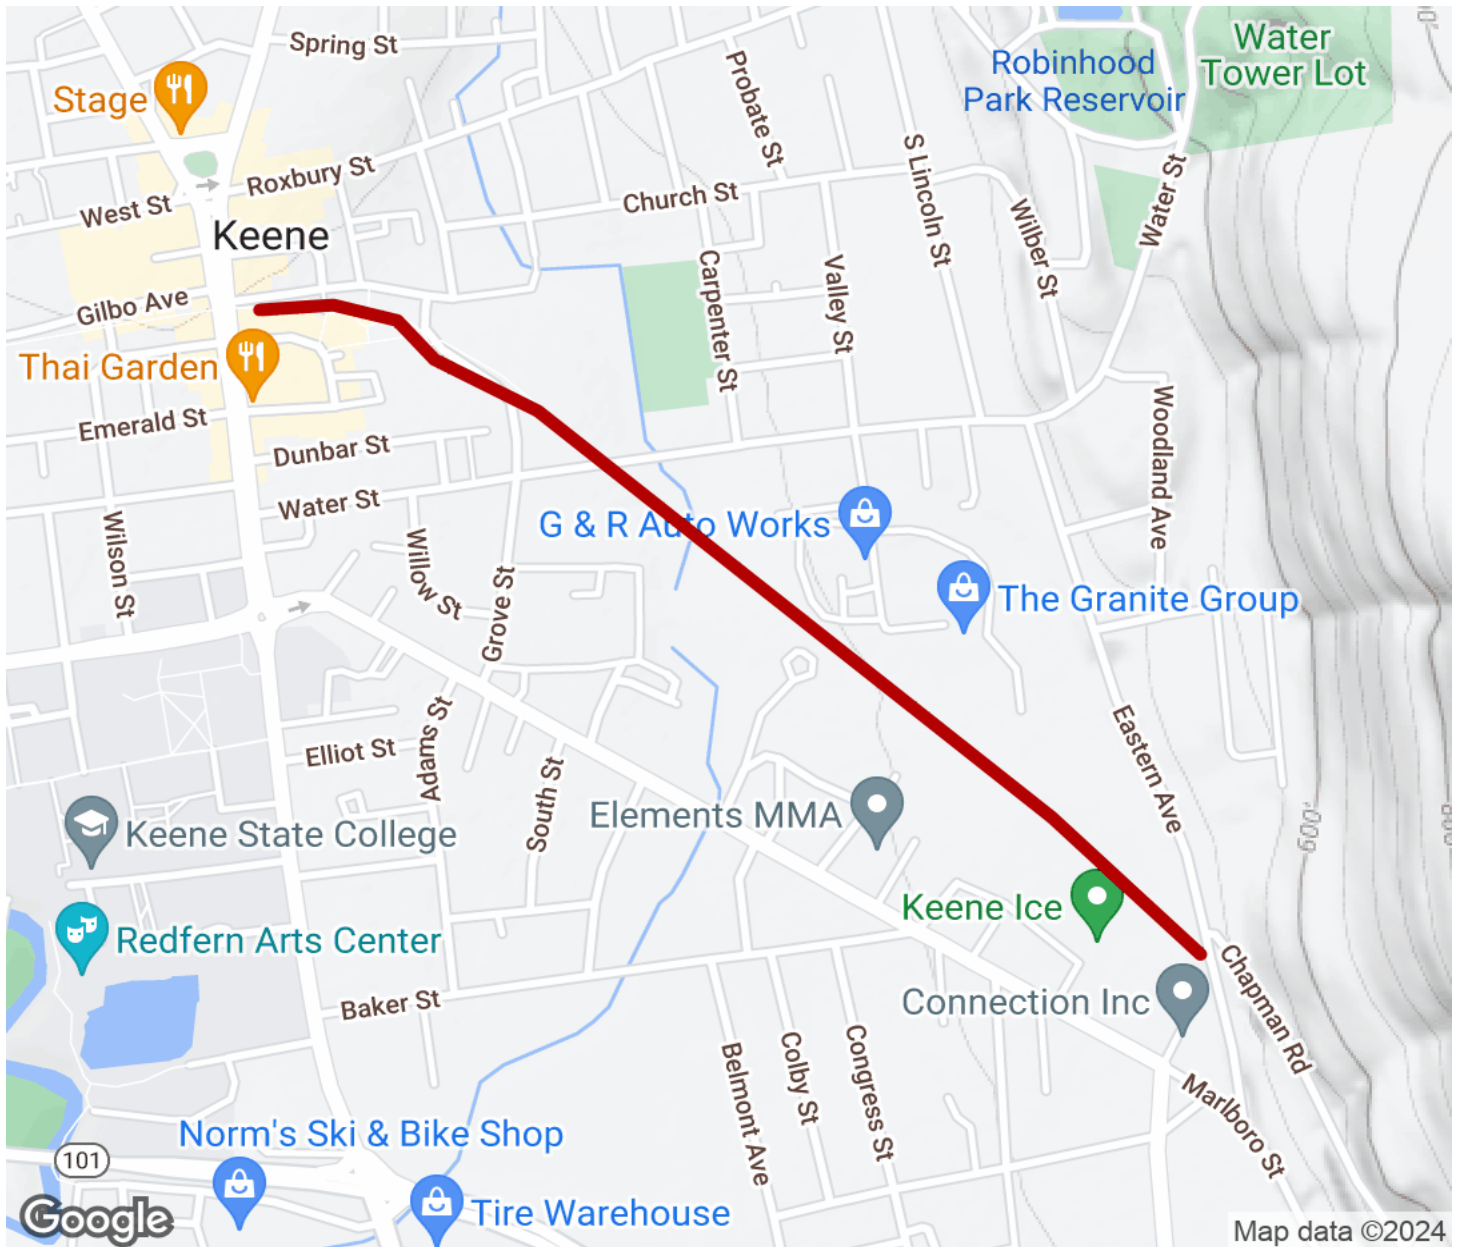 Spring St
Stage
Probate St
Robinhood
Park Reservoir
Water
Tower Lot
Roxbury St
West St
Church St
S Lincoln St
Water St
Keene
Wilber St
Carpenter St
Valley St
Gilbo Ave
Thai Garden
Emerald St
Dunbar St
Woodland Ave
Water St
Wilson St
Willow St
G & R Auto Works
Grove St
The Granite Group
Eastern Ave
Adams St
Elliot St
South St
Elements MMA
600'
Keene State College
Keene Ice
Redfern Arts Center
Chapman Rd
Connection Inc
Baker St
Belmont Ave
Colby St
Congress St
Marlboro St
Norm's Ski & Bike Shop
101
Tire Warehouse
Google
Map data ©2024